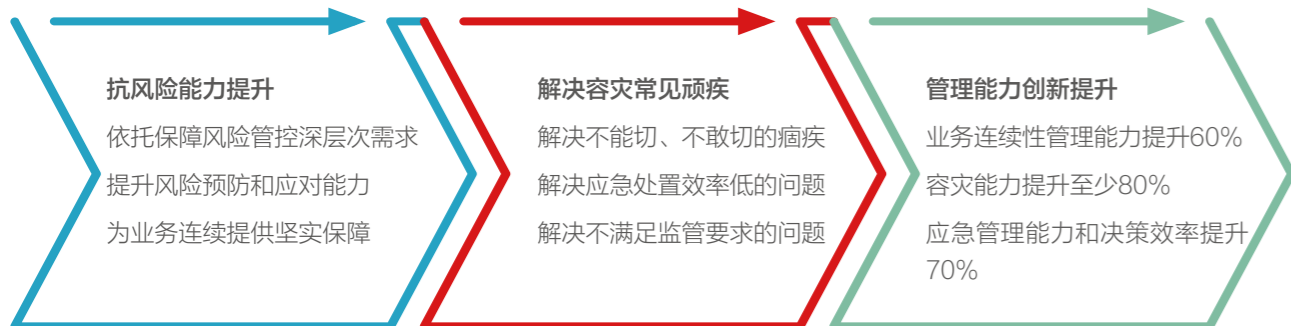 抗风险能力提升
依托保障风险管控深层次需求
提升风险预防和应对能力
为业务连续提供坚实保障
解决容灾常见顽疾
解决不能切、不敢切的痼疾
解决应急处置效率低的问题
解决不满足监管要求的问题
管理能力创新提升
业务连续性管理能力提升60%
容灾能力提升至少80%
应急管理能力和决策效率提升
70%